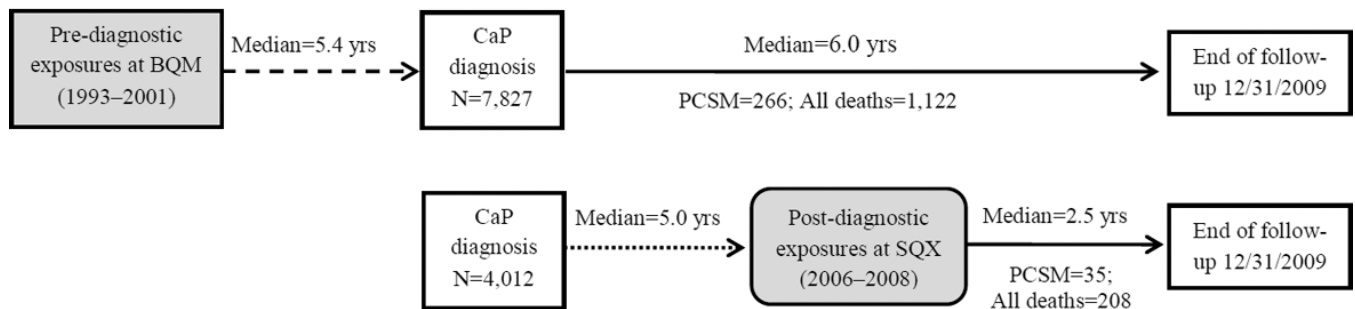 Pre-diagnostic
exposures at BQM
(1993–2001)
Median=5.4 yrs
CaP
diagnosis
N=7,827
Median=6.0 yrs
PCSM=266; All deaths=1,122
End of follow-
up 12/31/2009
CaP
diagnosis
N=4,012
Median=5.0 yrs
Post-diagnostic
exposures at SQX
(2006–2008)
Median=2.5 yrs
PCSM=35;
All deaths=208
End of follow-
up 12/31/2009